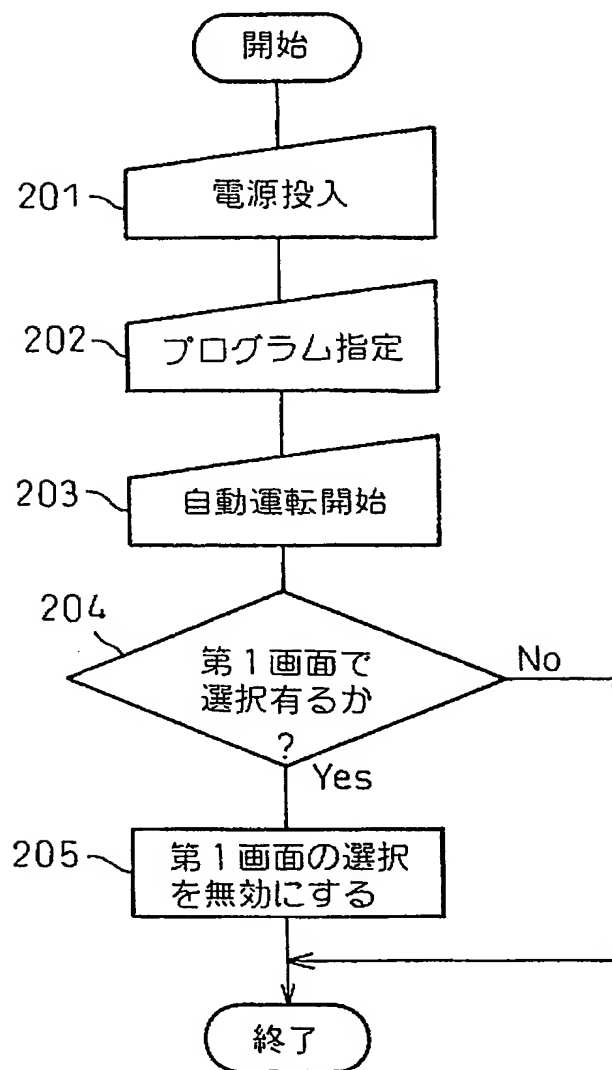 開始
201
電源投入
202
プログラム指定
203
自動運転開始
204
第1画面で
選択有るか
?
No
Yes
205
第1画面の選択
を無効にする
終了